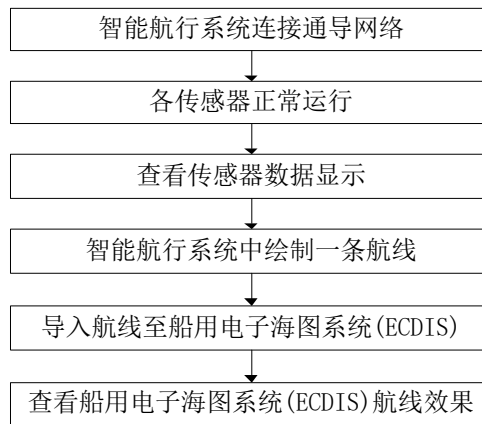 智能航行系统连接通导网络
各传感器正常运行
查看传感器数据显示
智能航行系统中绘制一条航线
导入航线至船用电子海图系统(ECDIS)
查看船用电子海图系统(ECDIS)航线效果